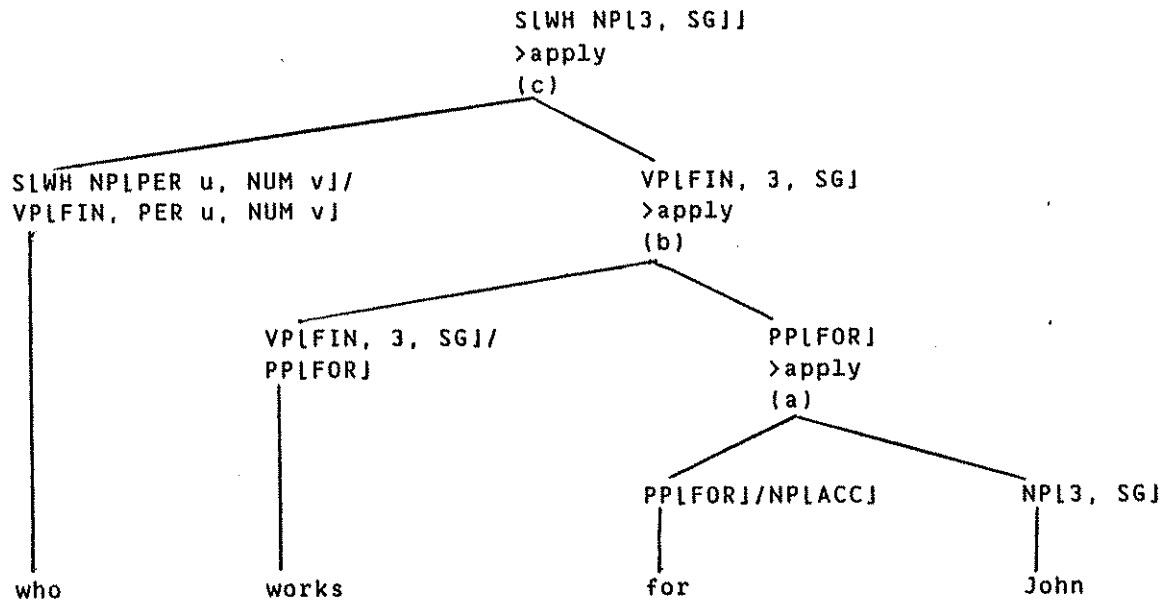 S⌊WH NP⌊3, SG⌋⌋
>apply
(c)
S⌊WH NP⌊PER u, NUM v⌋/
VP⌊FIN, PER u, NUM v⌋
VP⌊FIN, 3, SG⌋
>apply
(b)
VP⌊FIN, 3, SG⌋/
PP⌊FOR⌋
PP⌊FOR⌋
>apply
(a)
PP⌊FOR⌋/NP⌊ACC⌋
NP⌊3, SG⌋
who
works
for
John